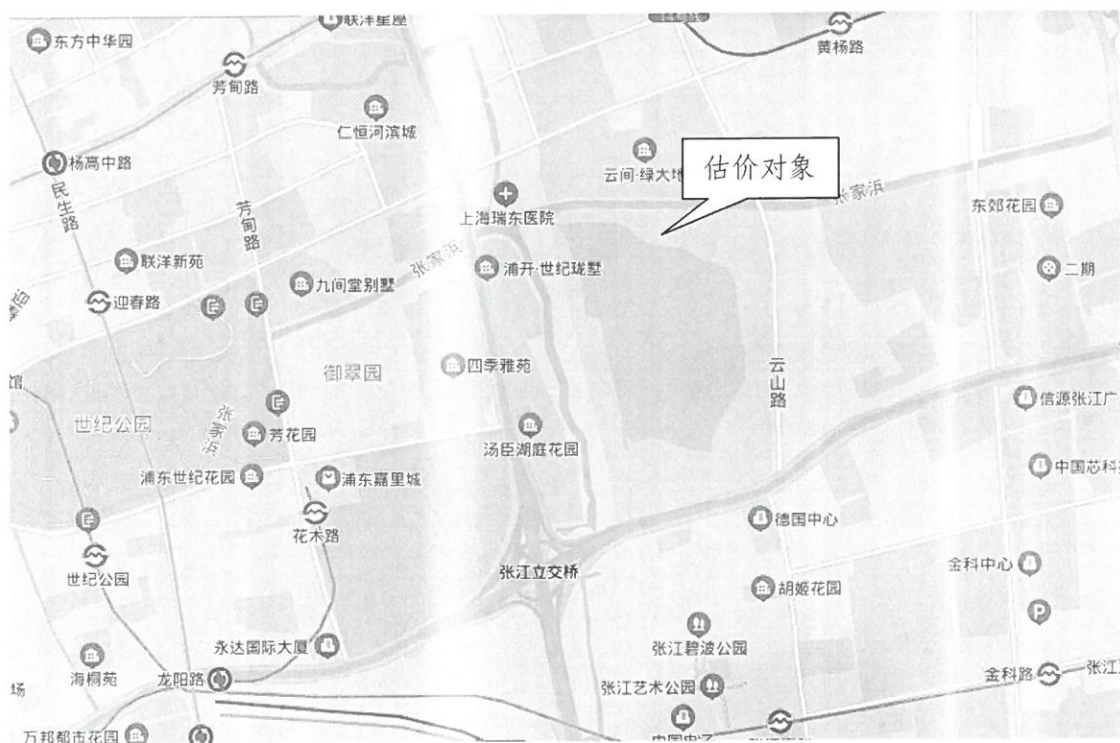 联洋星座
东方中华园
黄杨路
芳甸路
仁恒河滨城
杨高中路
云间·绿大地
估价对象
民生路
芳甸路
上海瑞东医院
张家浜
东郊花园
联洋新苑
张家浜
浦开·世纪珑墅
二期
九间堂别墅
迎春路
四季雅苑
御翠园
云山路
馆
信源张江广
世纪公园
张家浜
芳花园
汤臣湖庭花园
浦东世纪花园
浦东嘉里城
中国芯科
德国中心
花木路
世纪公园
张江立交桥
金科中心
胡姬花园
P
永达国际大厦
张江碧波公园
海桐苑
龙阳路
金科路
张江
场
张江艺术公园
万邦都市花园